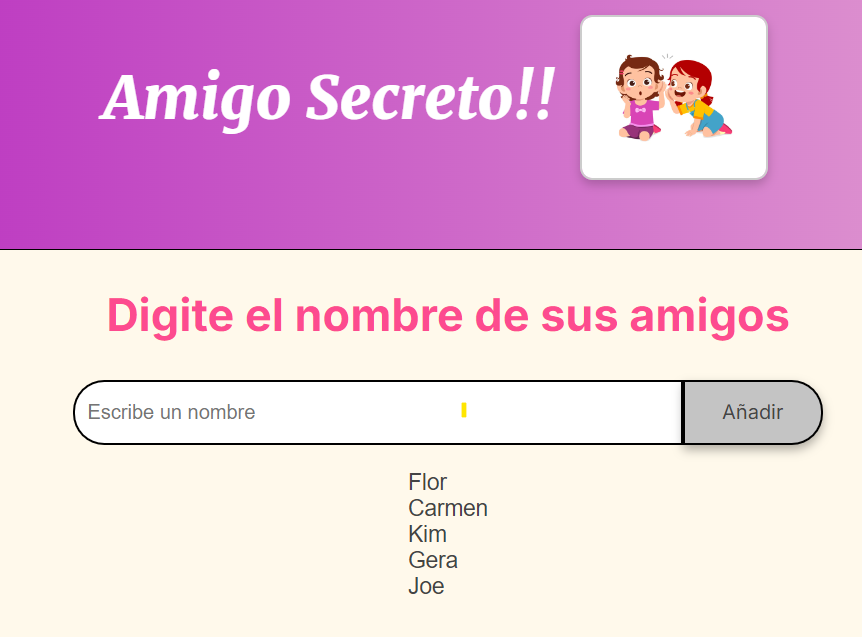 Amigo Secreto!!
Digite el nombre de sus amigos
Escribe un nombre
Añadir
Flor
Carmen
Kim
Gera
Joe